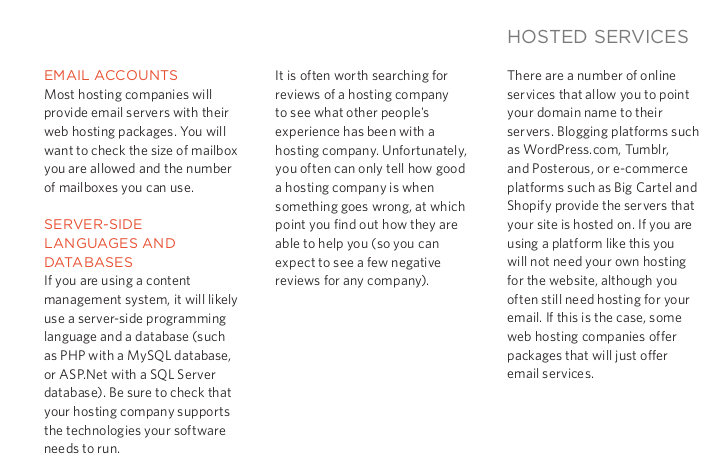 EMAIL ACCOUNTS
Most hosting companies will
provide email servers with their
web hosting packages. You will
want to check the size of mailbox
you are allowed and the number
of mailboxes you can use.
SERVER-SIDE
LANGUAGES AND
DATABASES
If you are using a content
management system, it will likely
use a server-side programming
language and a database (such
as PHP with a MySQL database,
or ASP.Net with a SQL Server
database). Be sure to check that
your hosting company supports
the technologies your software
needs to run.
It is often worth searching for
reviews of a hosting company
to see what other people's
experience has been with a
hosting company. Unfortunately,
you often can only tell how good
a hosting company is when
something goes wrong, at which
point you find out how they are
able to help you (so you can
expect to see a few negative
reviews for any company).
HOSTED SERVICES
There are a number of online
services that allow you to point
your domain name to their
servers. Blogging platforms such
as WordPress.com, Tumblr,
and Posterous, or e-commerce
platforms such as Big Cartel and
Shopify provide the servers that
your site is hosted on. If you are
using a platform like this you
will not need your own hosting
for the website, although you
often still need hosting for your
email. If this is the case, some
web hosting companies offer
packages that will just offer
email services.